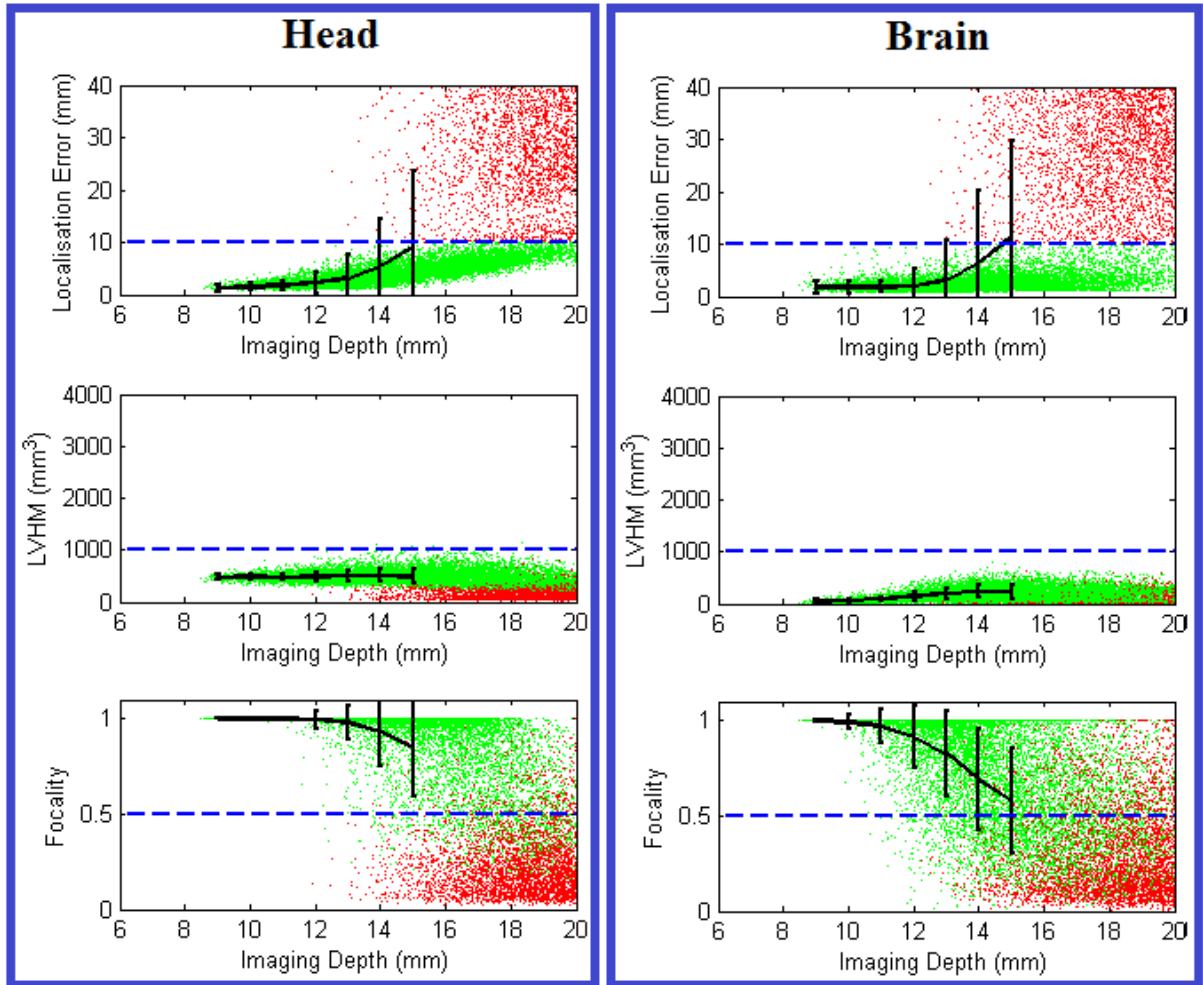 Head
Localisation Error (mm)
40
30
20
10
0
6 8 10 12 14 16 18 20
Imaging Depth (mm)
LVHM (mm³)
4000
3000
2000
1000
0
6 8 10 12 14 16 18 20
Imaging Depth (mm)
Focality
1
0.5
0
6 8 10 12 14 16 18 20
Imaging Depth (mm)
Brain
Localisation Error (mm)
40
30
20
10
0
6 8 10 12 14 16 18 20
Imaging Depth (mm)
LVHM (mm³)
4000
3000
2000
1000
0
6 8 10 12 14 16 18 20
Imaging Depth (mm)
Focality
1
0.5
0
6 8 10 12 14 16 18 20
Imaging Depth (mm)